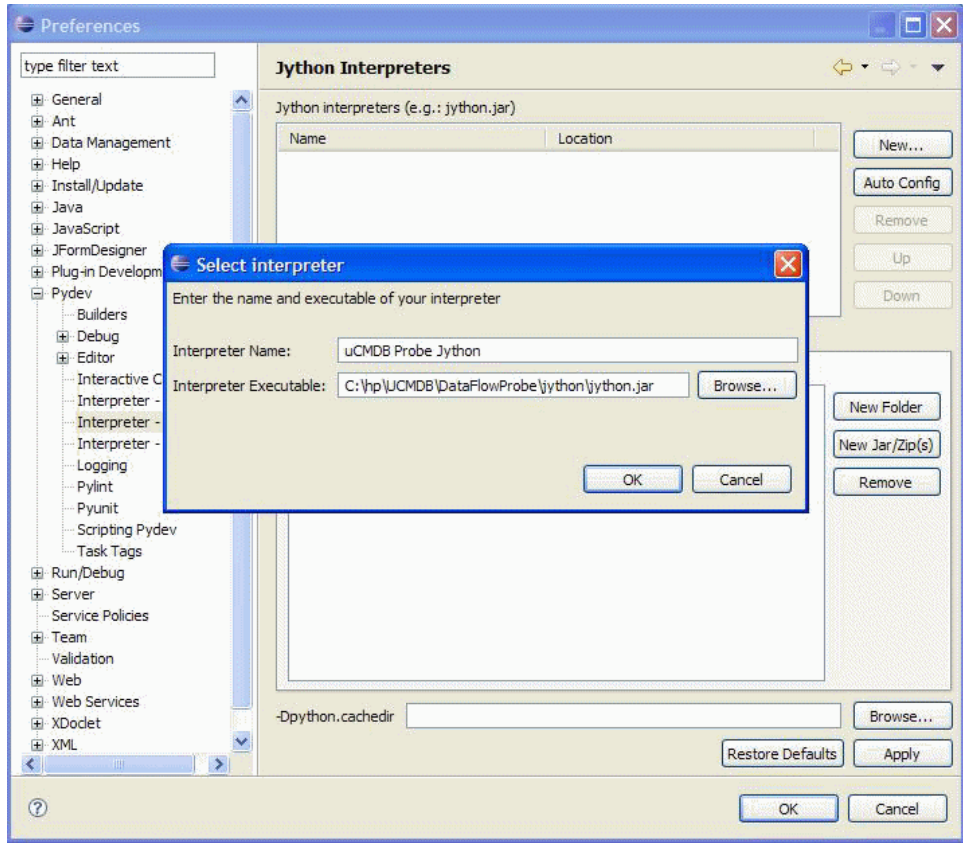 Preferences
type filter text
Jython Interpreters
General
Ant
Data Management
Help
Install/Update
Java
JavaScript
JFormDesigner
Plug-in Developm
Pydev
Builders
Debug
Editor
Interactive C
Interpreter -
Interpreter -
Interpreter -
Logging
Pylint
Pyunit
Scripting Pydev
Task Tags
Run/Debug
Server
Service Policies
Team
Validation
Web
Web Services
XDoclet
XML
Jython interpreters (e.g.: jython.jar)
Name Location
New...
Auto Config
Remove
Up
Down
Select interpreter
Enter the name and executable of your interpreter
Interpreter Name: uCMDB Probe Jython
Interpreter Executable: C:\hp\UCMDB\DataFlowProbe\jython\jython.jar Browse...
OK Cancel
New Folder
New Jar/Zip(s)
Remove
-Dpython.cachedir Browse...
Restore Defaults Apply
? OK Cancel